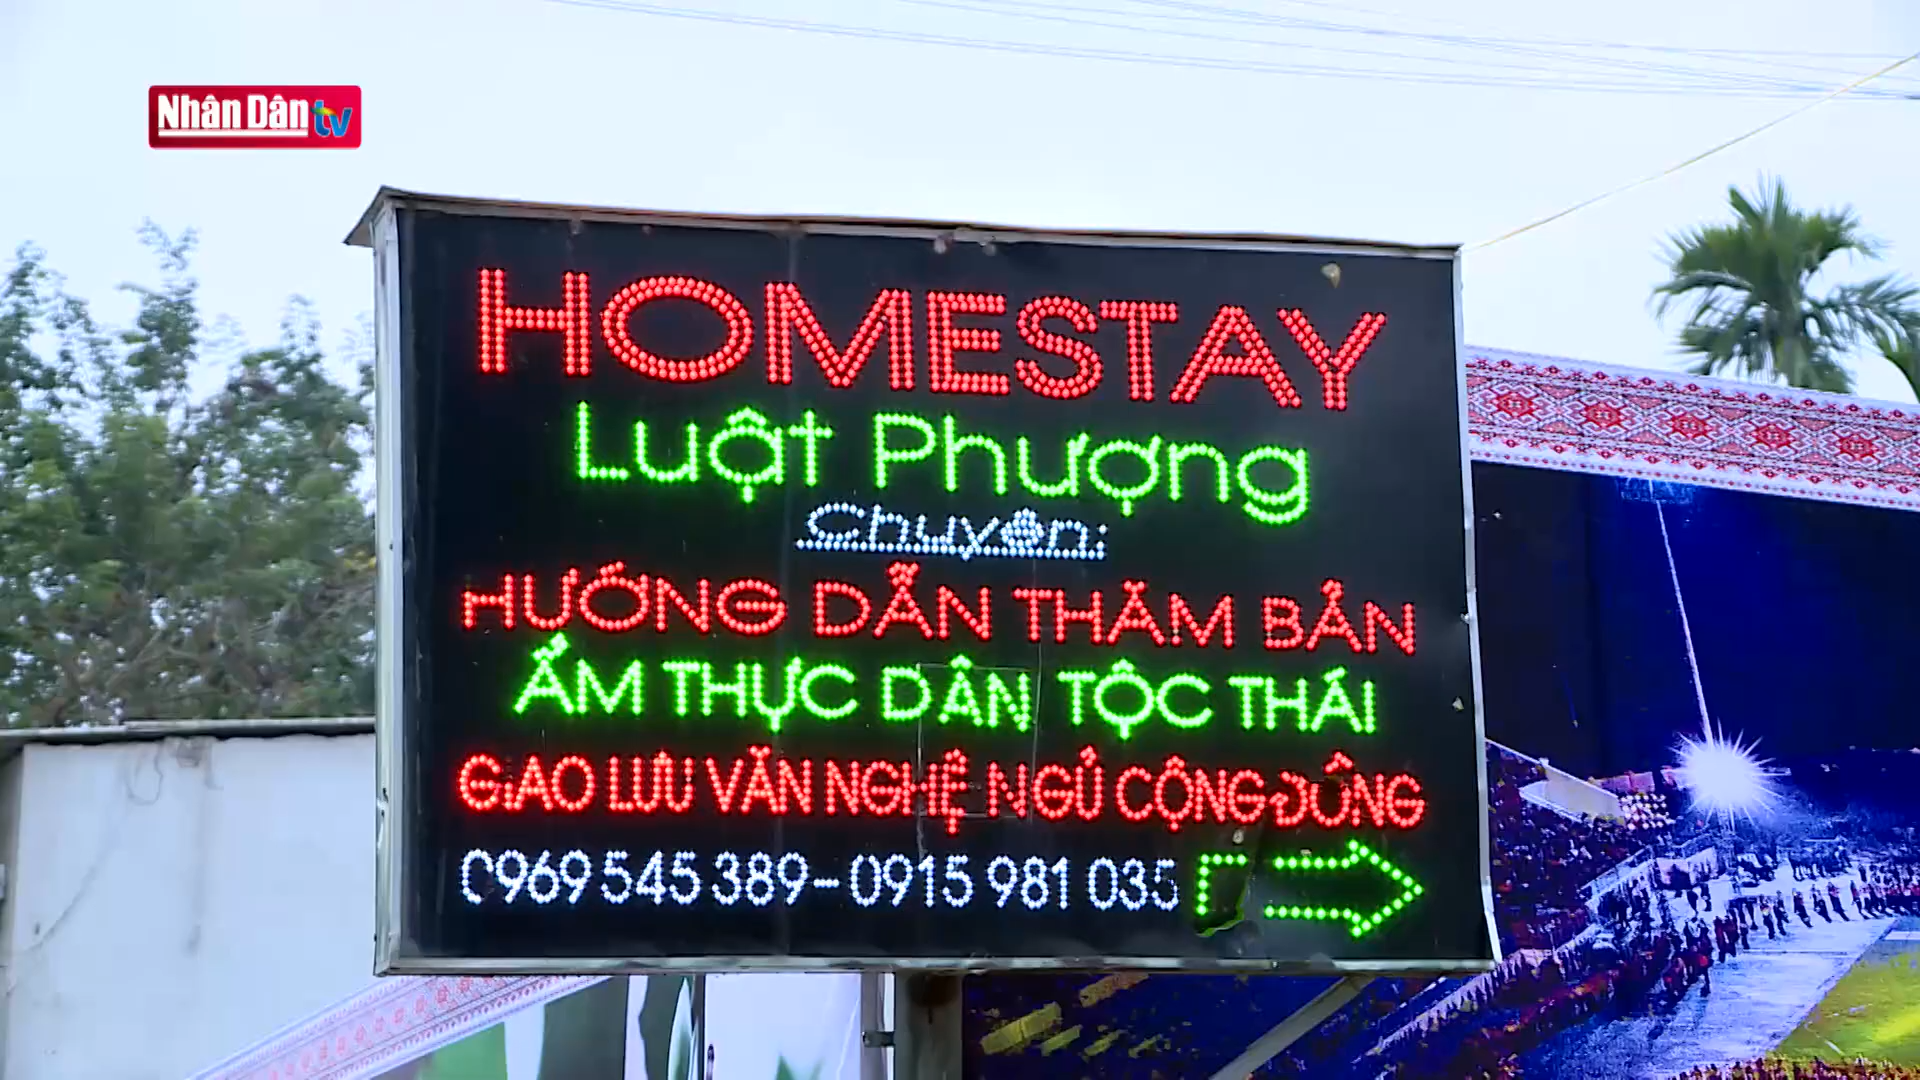 Nhân Dân tv
HOMESTAY
Luật Phượng
Chuyên:
HƯỚNG DẪN THĂM BẢN
ẨM THỰC DÂN TỘC THÁI
GIAO LƯU VĂN NGHỆ NGỦ CỘNG ĐỒNG
0969 545 389 - 0915 981 035